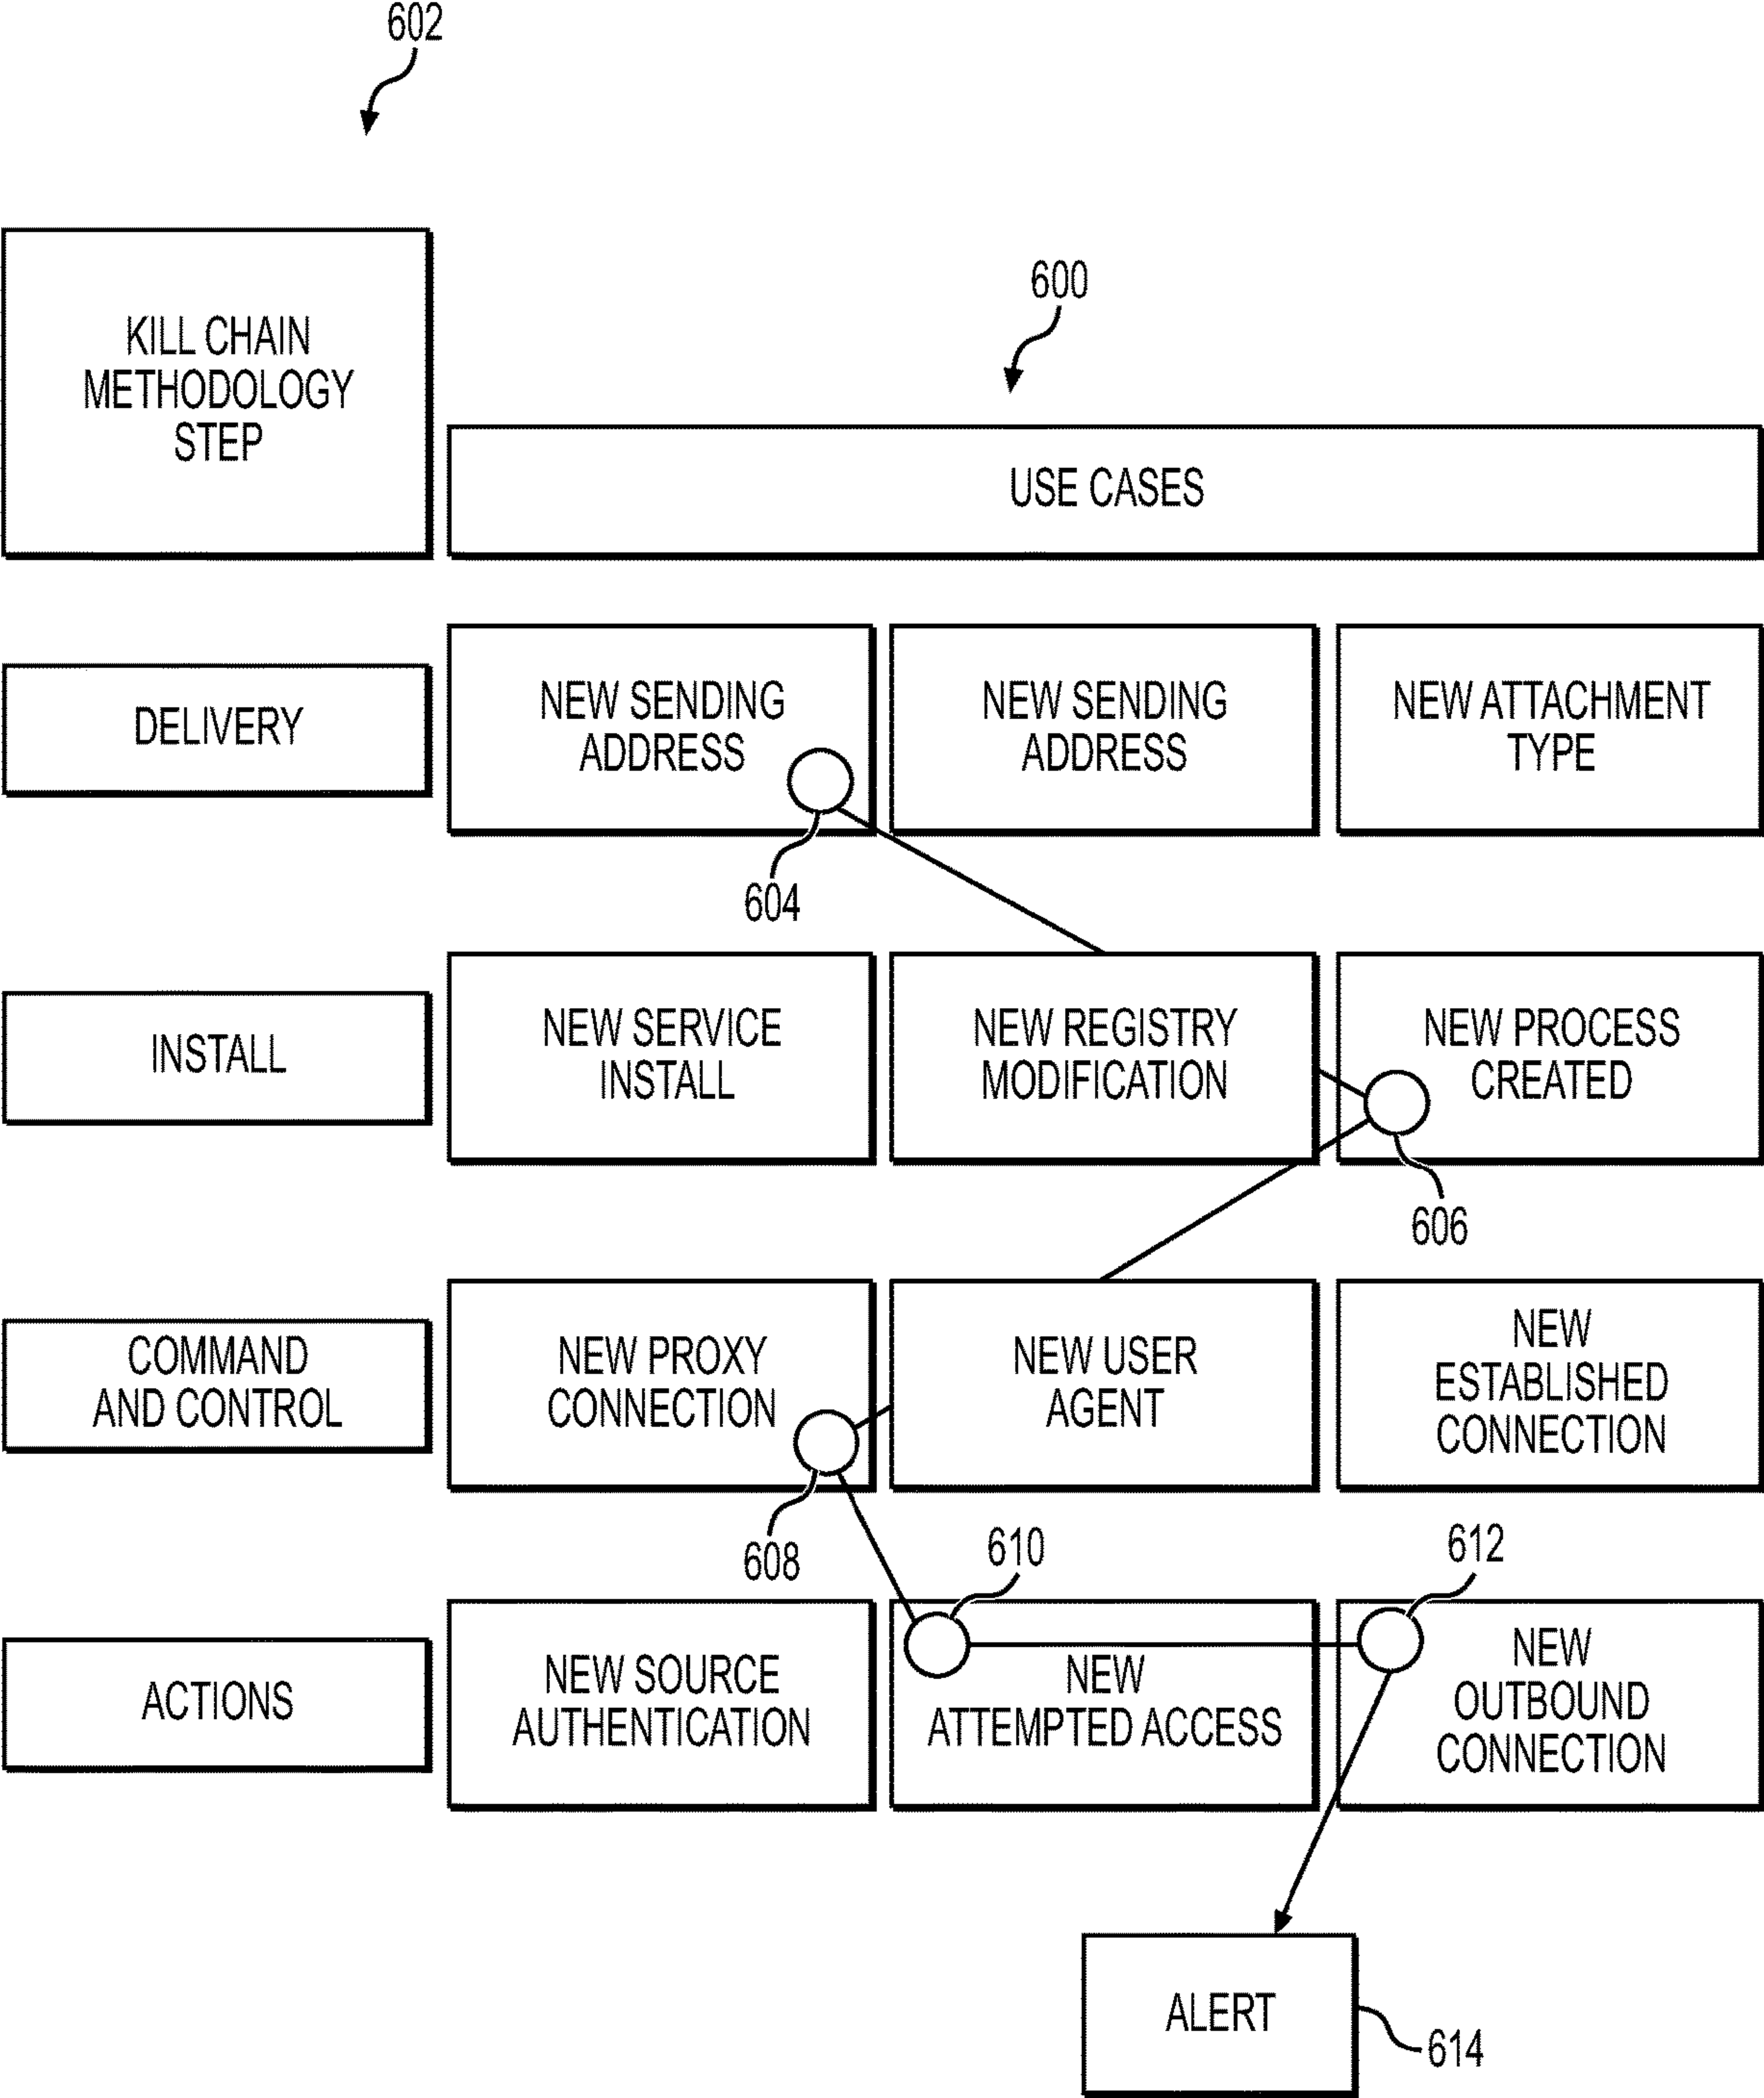 602
600
KILL CHAIN
METHODOLOGY
STEP
USE CASES
DELIVERY
NEW SENDING
ADDRESS
NEW SENDING
ADDRESS
NEW ATTACHMENT
TYPE
604
INSTALL
NEW SERVICE
INSTALL
NEW REGISTRY
MODIFICATION
NEW PROCESS
CREATED
606
COMMAND
AND CONTROL
NEW PROXY
CONNECTION
NEW USER
AGENT
NEW
ESTABLISHED
CONNECTION
608
610
612
ACTIONS
NEW SOURCE
AUTHENTICATION
NEW
ATTEMPTED ACCESS
NEW
OUTBOUND
CONNECTION
ALERT
614